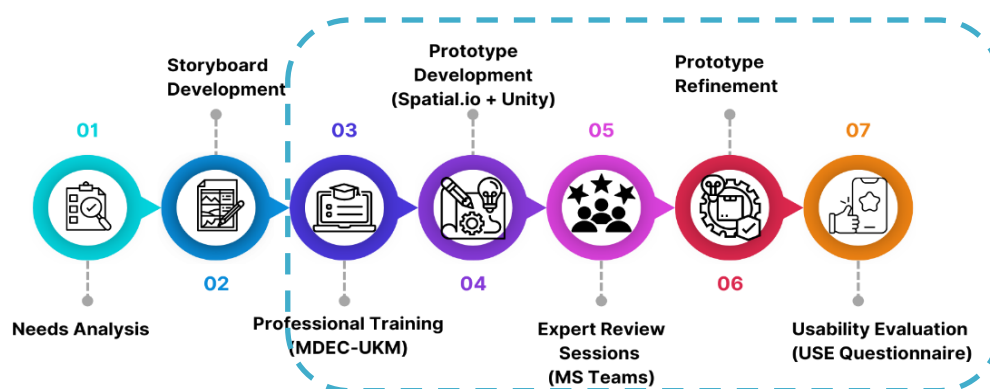 01
Needs Analysis
Storyboard
Development
02
03
Professional Training
(MDEC-UKM)
Prototype
Development
(Spatial.io + Unity)
04
05
Expert Review
Sessions
(MS Teams)
Prototype
Refinement
06
07
Usability Evaluation
(USE Questionnaire)